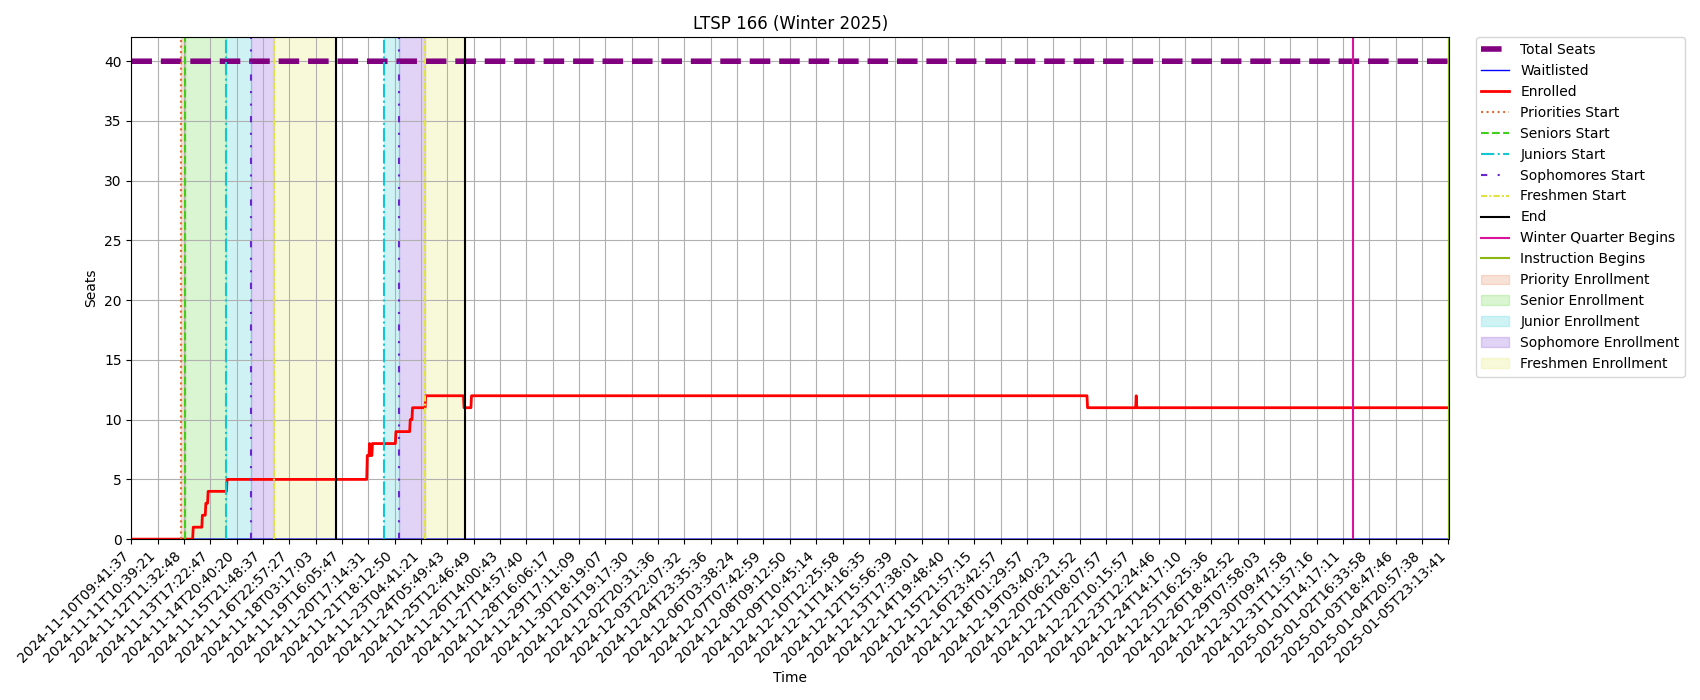 LTSP 166 (Winter 2025)
Seats
40
35
30
25
20
15
10
5
0
2024-11-10T09:41:37
2024-11-11T10:39:21
2024-11-12T11:32:48
2024-11-13T17:22:47
2024-11-14T20:40:20
2024-11-15T21:48:37
2024-11-16T22:57:27
2024-11-18T03:17:03
2024-11-19T16:05:47
2024-11-20T17:14:31
2024-11-21T18:12:50
2024-11-23T04:41:21
2024-11-24T05:49:43
2024-11-25T12:46:49
2024-11-26T14:00:43
2024-11-27T14:57:40
2024-11-28T16:06:17
2024-11-29T17:11:09
2024-11-30T18:19:07
2024-12-01T19:17:30
2024-12-02T20:31:36
2024-12-03T22:07:32
2024-12-04T23:35:36
2024-12-06T03:38:24
2024-12-07T07:42:59
2024-12-08T09:12:50
2024-12-09T10:45:14
2024-12-10T12:25:58
2024-12-11T14:16:35
2024-12-12T15:56:39
2024-12-13T17:38:01
2024-12-14T19:48:40
2024-12-15T21:57:15
2024-12-16T23:42:57
2024-12-18T01:29:57
2024-12-19T03:40:23
2024-12-20T06:21:52
2024-12-21T08:07:57
2024-12-22T10:15:57
2024-12-23T12:24:46
2024-12-24T14:17:10
2024-12-25T16:25:36
2024-12-26T18:42:52
2024-12-29T07:58:03
2024-12-30T09:47:58
2024-12-31T11:57:16
2025-01-01T14:17:11
2025-01-02T16:33:58
2025-01-03T18:47:46
2025-01-04T20:57:38
2025-01-05T23:13:41
Time
Total Seats
Waitlisted
Enrolled
Priorities Start
Seniors Start
Juniors Start
Sophomores Start
Freshmen Start
End
Winter Quarter Begins
Instruction Begins
Priority Enrollment
Senior Enrollment
Junior Enrollment
Sophomore Enrollment
Freshmen Enrollment